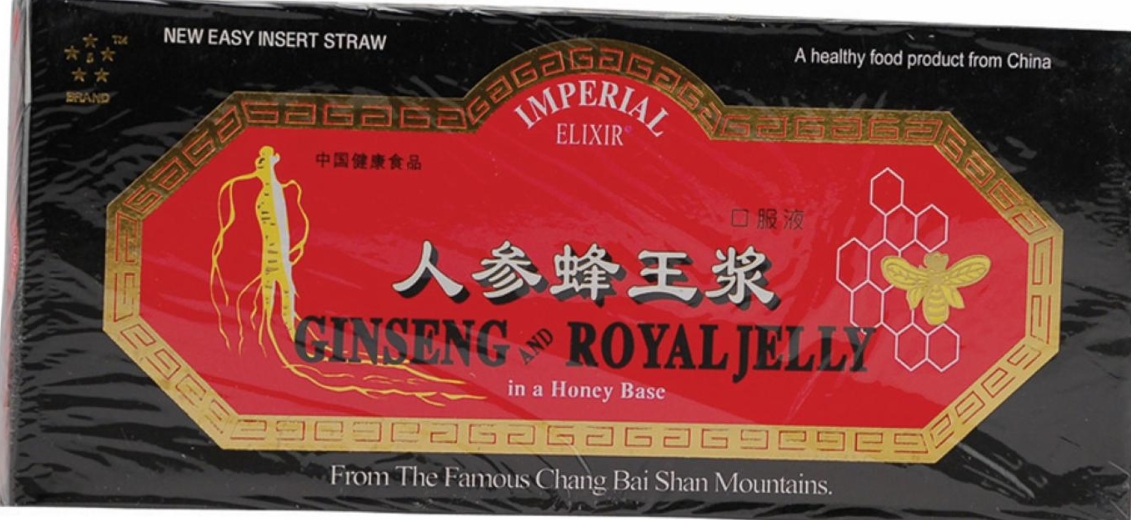 NEW EASY INSERT STRAW
A healthy food product from China
TM
5
BRAND
IMPERIAL
ELIXIR®
中国健康食品
口服液
人参蜂王浆
GINSENG AND ROYAL JELLY
in a Honey Base
From The Famous Chang Bai Shan Mountains.